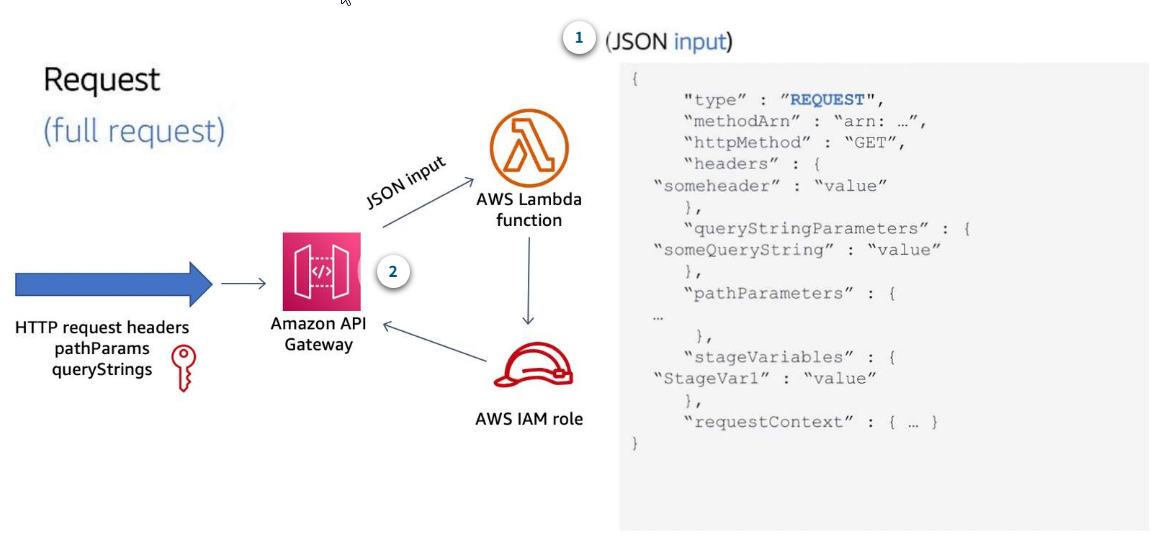 Request
(full request)
HTTP request headers
pathParams
queryStrings
</>
Amazon API
Gateway
2
JSON input
AWS Lambda
function
AWS IAM role
1
(JSON input)
{
"type” : ”REQUEST",
“methodArn” : “arn: …”,
“httpMethod” : “GET”,
“headers” : {
“someheader” : “value”
},
“queryStringParameters” : {
“someQueryString” : “value”
},
“pathParameters” : {
…
},
“stageVariables” : {
“StageVar1” : “value”
},
“requestContext” : { … }
}